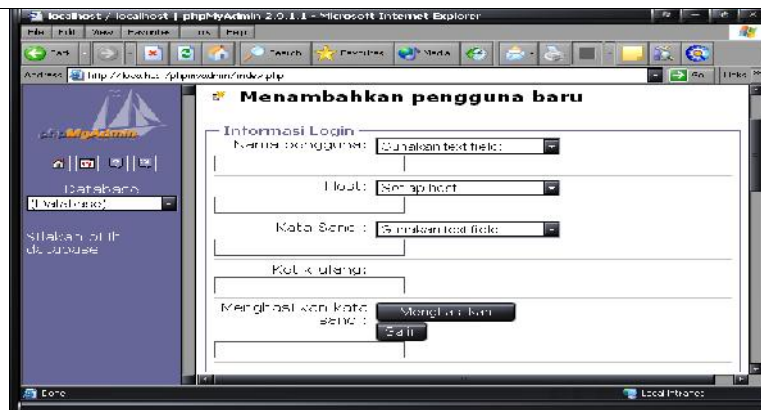 localhost / localhost | phpMyAdmin 2.9.1.1 - Microsoft Internet Explorer
File Edit View Favorites Help
Search Favorites Media
Address http://localhost/phpmyadmin/index.php Go Links
phpMyAdmin
Database
(Database)
Silakan pilih
database
Menambahkan pengguna baru
Informasi Login
Nama pengguna: Gunakan text field:
Host: Setiap host
Kata Sandi: Gunakan text field:
Ketik ulang:
Menghasilkan kata
sandi:
Menghasilkan
Salin
Done
Local intranet